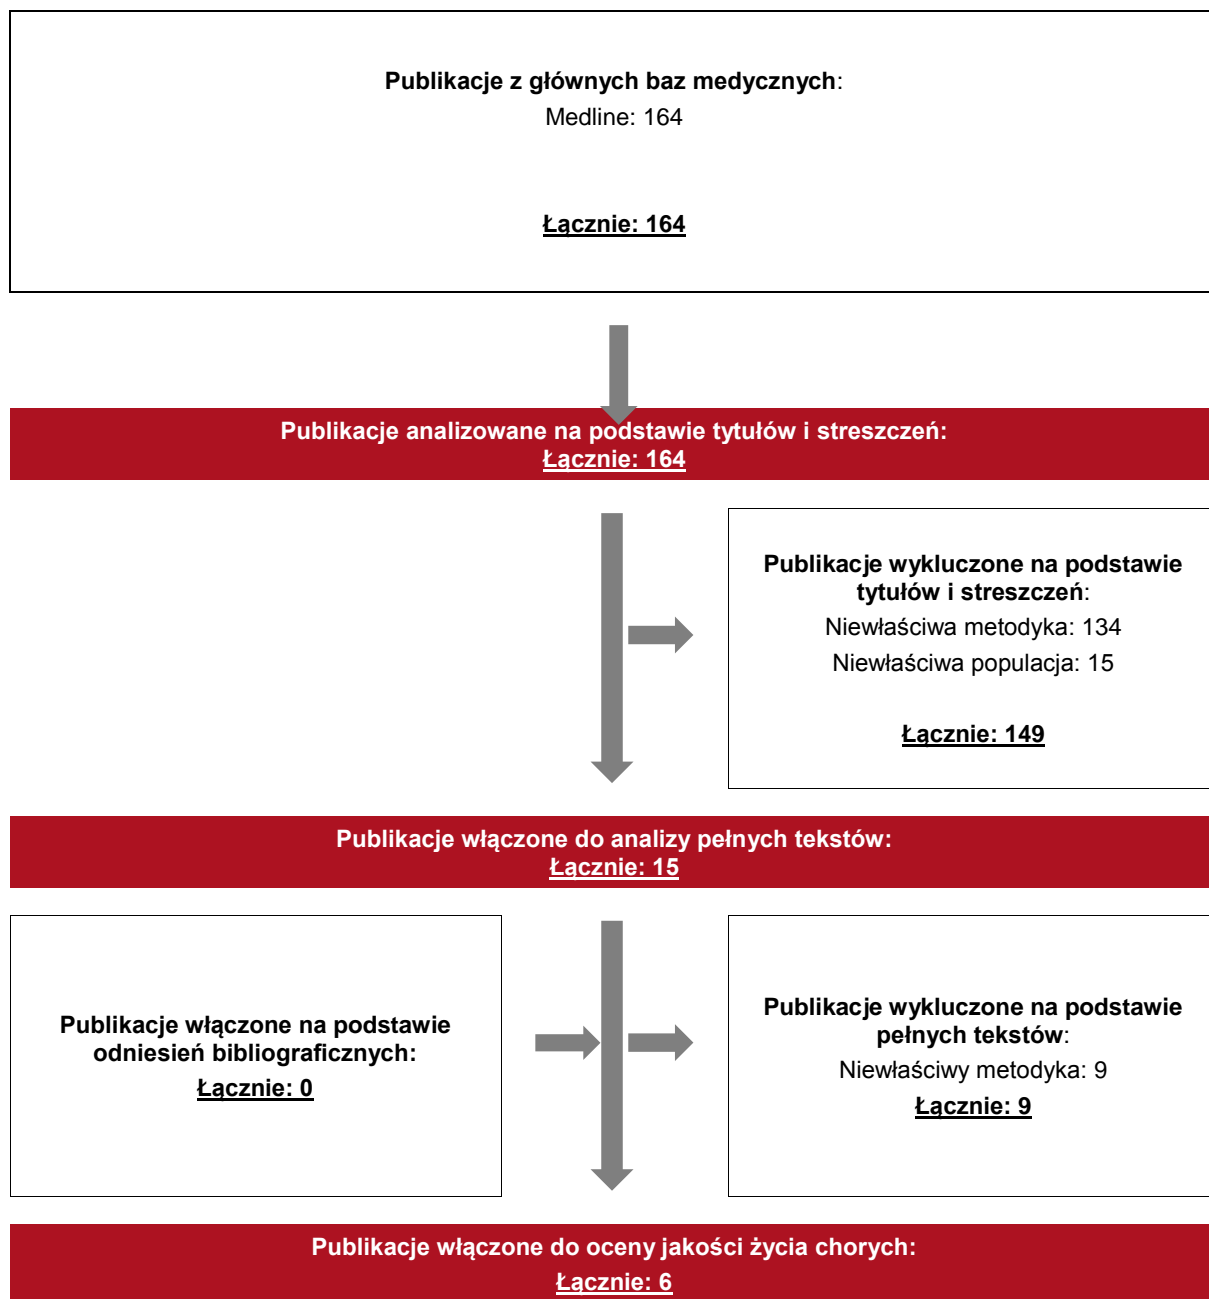 Publikacje z głównych baz medycznych:
Medline: 164
Łącznie: 164
Publikacje analizowane na podstawie tytułów i streszczeń:
Łącznie: 164
Publikacje wykluczone na podstawie
tytułów i streszczeń:
Niewłaściwa metodyka: 134
Niewłaściwa populacja: 15
Łącznie: 149
Publikacje włączone do analizy pełnych tekstów:
Łącznie: 15
Publikacje włączone na podstawie
odniesień bibliograficznych:
Łącznie: 0
Publikacje wykluczone na podstawie
pełnych tekstów:
Niewłaściwy metodyka: 9
Łącznie: 9
Publikacje włączone do oceny jakości życia chorych:
Łącznie: 6